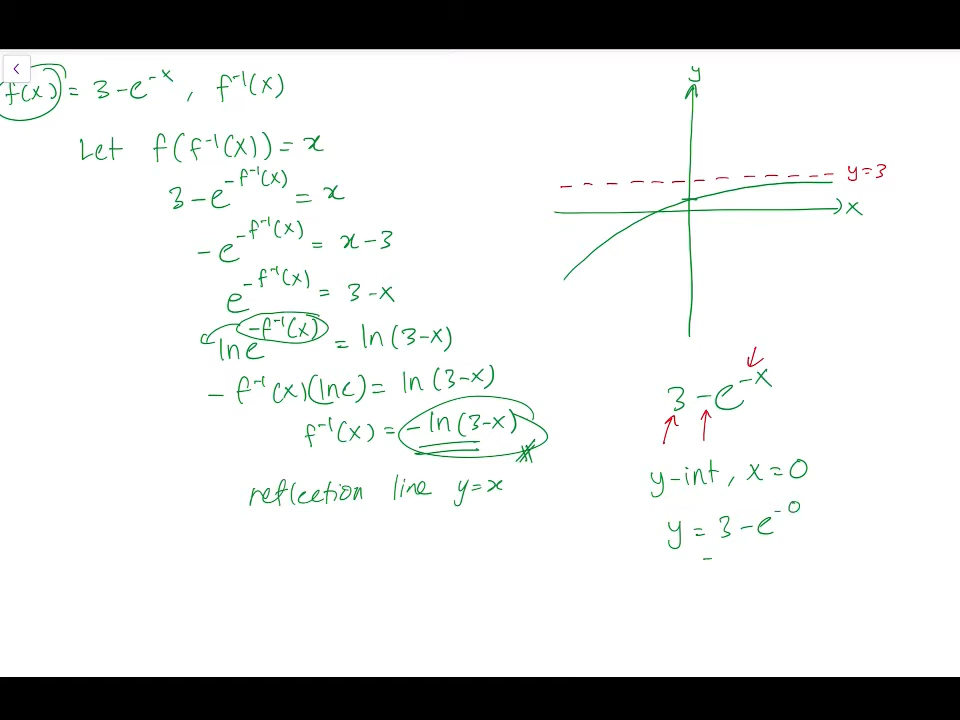 f(x) = 3-e^{-x} , f^{-1}(x)
Let f(f^{-1}(x)) = x
3-e^{-f^{-1}(x)} = x
-e^{-f^{-1}(x)} = x-3
e^{-f^{-1}(x)} = 3-x
ln e^{-f^{-1}(x)} = ln(3-x)
-f^{-1}(x)(ln e) = ln(3-x)
f^{-1}(x) = -ln(3-x)
reflection line y=x
y
y=3
x
3-e^{-x}
y-int, x=0
y = 3-e^{-0}